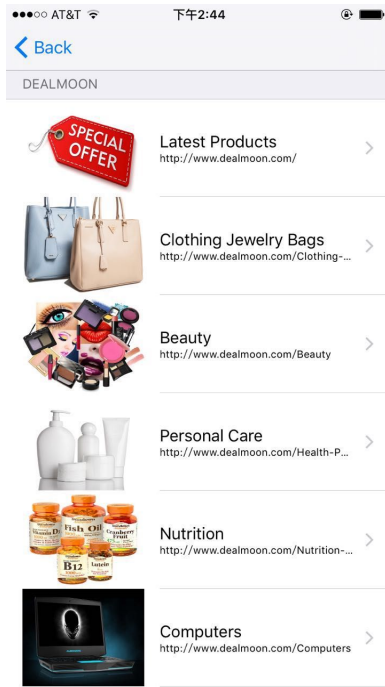 AT&T 下午2:44
Back
DEALMOON
SPECIAL
OFFER
Latest Products
http://www.dealmoon.com/
Clothing Jewelry Bags
http://www.dealmoon.com/Clothing-...
Beauty
http://www.dealmoon.com/Beauty
Personal Care
http://www.dealmoon.com/Health-P...
Fish Oil
Cranberry
Fruit
B12
Lutein
Nutrition
http://www.dealmoon.com/Nutrition-...
Computers
http://www.dealmoon.com/Computers